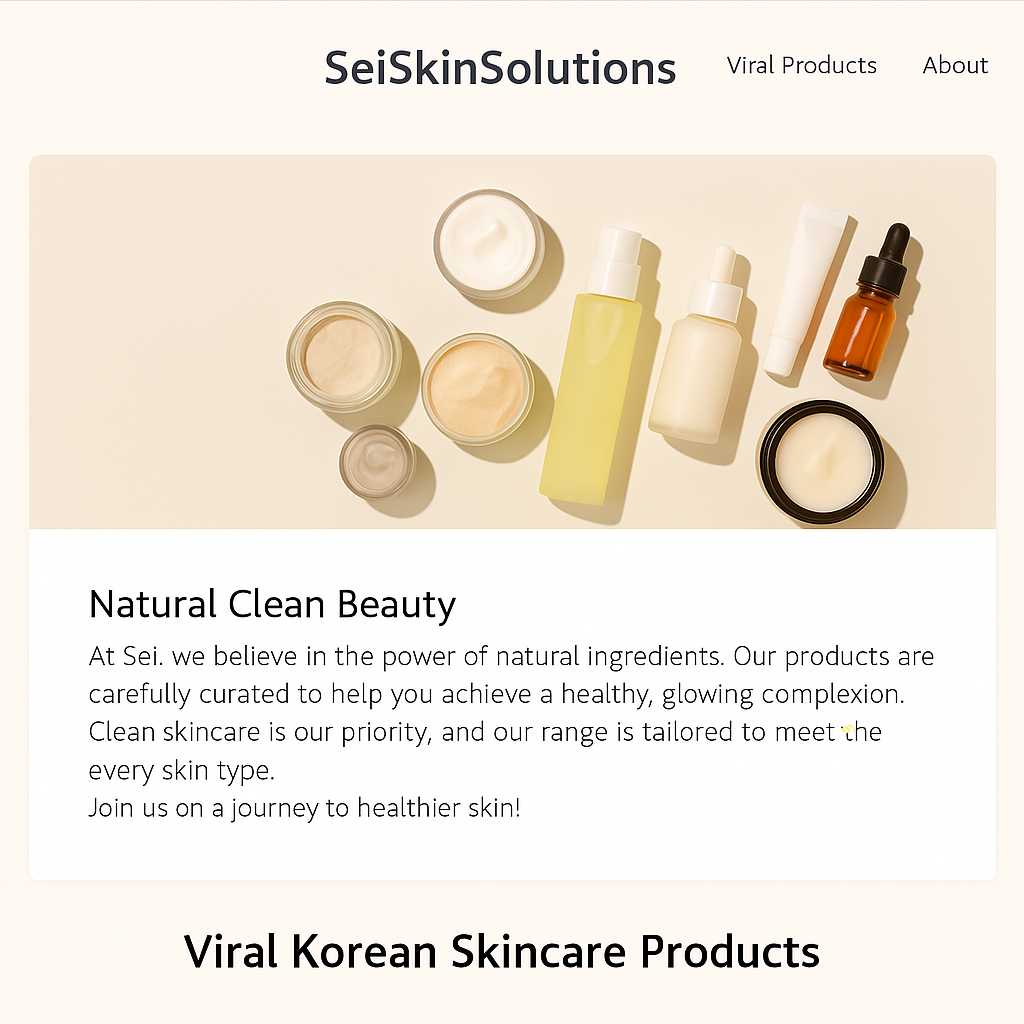 SeiSkinSolutions
Viral Products
About
Natural Clean Beauty
At Sei. we believe in the power of natural ingredients. Our products are
carefully curated to help you achieve a healthy, glowing complexion.
Clean skincare is our priority, and our range is tailored to meet the
every skin type.
Join us on a journey to healthier skin!
Viral Korean Skincare Products